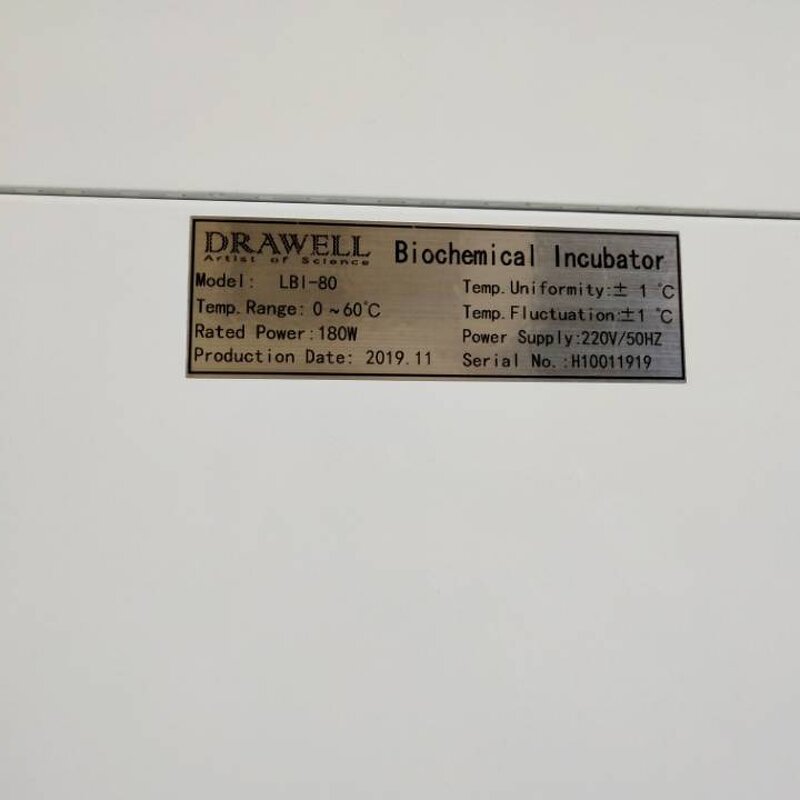 DRAWELL Biochemical Incubator
Artist of Science
Model: LBI-80
Temp. Uniformity:± 1 ℃
Temp. Range: 0 ~60℃
Temp. Fluctuation:±1 ℃
Rated Power:180W
Power Supply:220V/50HZ
Production Date: 2019.11
Serial No.:H10011919